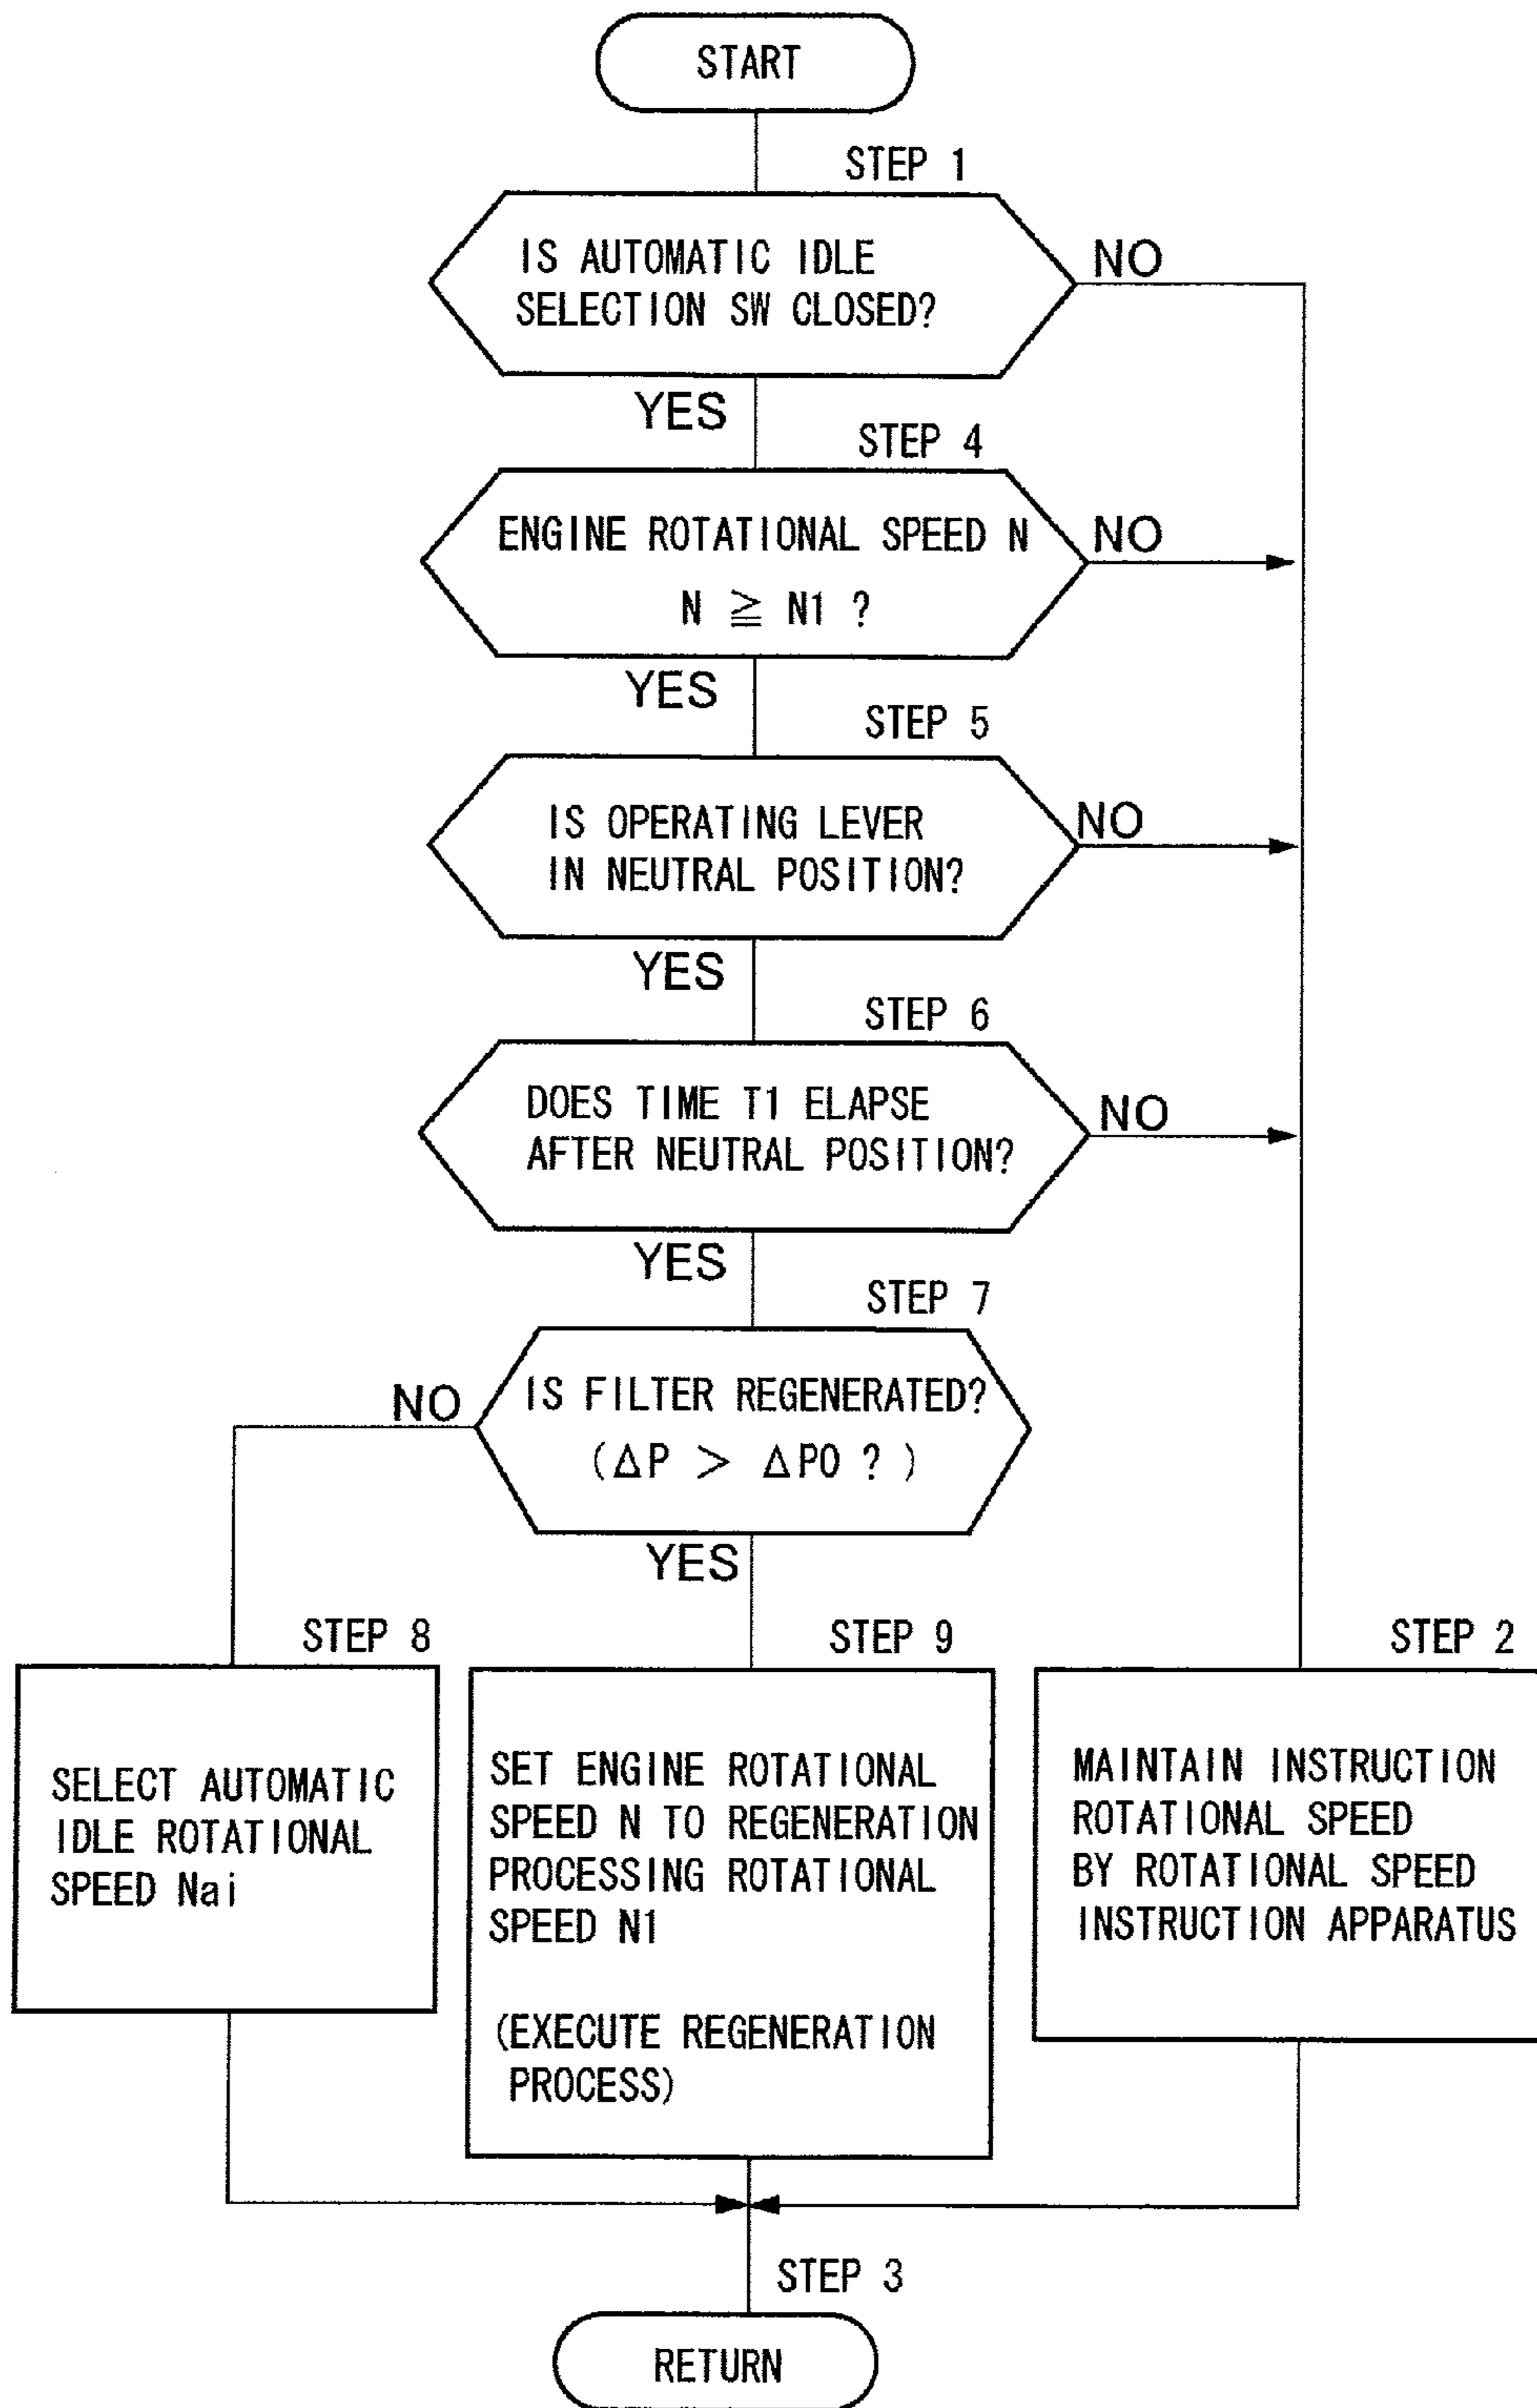 START
STEP 1
IS AUTOMATIC IDLE
SELECTION SW CLOSED?
NO
YES
STEP 4
ENGINE ROTATIONAL SPEED N
N ≧ N1 ?
NO
YES
STEP 5
IS OPERATING LEVER
IN NEUTRAL POSITION?
NO
YES
STEP 6
DOES TIME T1 ELAPSE
AFTER NEUTRAL POSITION?
NO
YES
STEP 7
IS FILTER REGENERATED?
(ΔP > ΔP0 ? )
NO
YES
STEP 8
SELECT AUTOMATIC
IDLE ROTATIONAL
SPEED Nai
STEP 9
SET ENGINE ROTATIONAL
SPEED N TO REGENERATION
PROCESSING ROTATIONAL
SPEED N1
(EXECUTE REGENERATION
PROCESS)
STEP 2
MAINTAIN INSTRUCTION
ROTATIONAL SPEED
BY ROTATIONAL SPEED
INSTRUCTION APPARATUS
STEP 3
RETURN